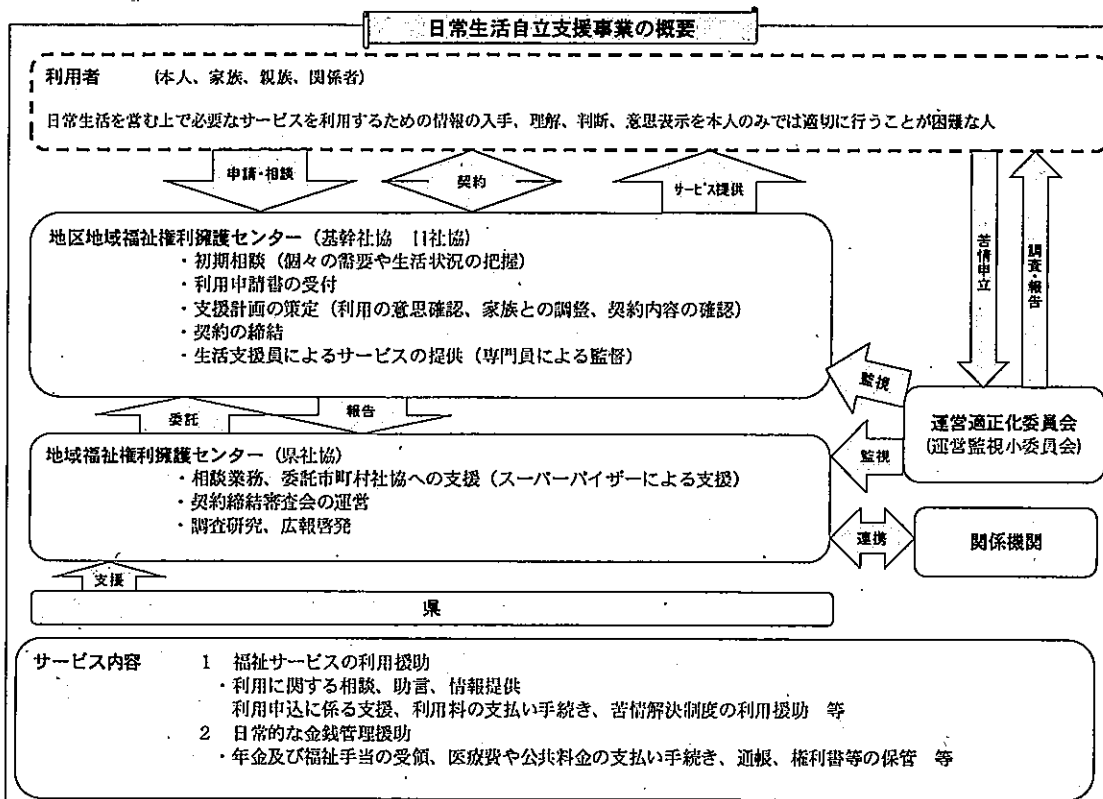 日常生活自立支援事業の概要
利用者 (本人、家族、親族、関係者)
日常生活を営む上で必要なサービスを利用するための情報の入手、理解、判断、意思表示を本人のみでは適切に行うことが困難な人
申請・相談
契約
サービス提供
苦情申立
調査・報告
地区地域福祉権利擁護センター (基幹社協 11社協)
・初期相談 (個々の需要や生活状況の把握)
・利用申請書の受付
・支援計画の策定 (利用の意思確認、家族との調整、契約内容の確認)
・契約の締結
・生活支援員によるサービスの提供 (専門員による監督)
監視
委託
報告
運営適正化委員会
(運営監視小委員会)
地域福祉権利擁護センター (県社協)
・相談業務、委託市町村社協への支援 (スーパーバイザーによる支援)
・契約締結審査会の運営
・調査研究、広報啓発
監視
連携
関係機関
支援
県
サービス内容 1 福祉サービスの利用援助
・利用に関する相談、助言、情報提供
利用申込に係る支援、利用料の支払い手続き、苦情解決制度の利用援助 等
2 日常的な金銭管理援助
・年金及び福祉手当の受領、医療費や公共料金の支払い手続き、通帳、権利書等の保管 等